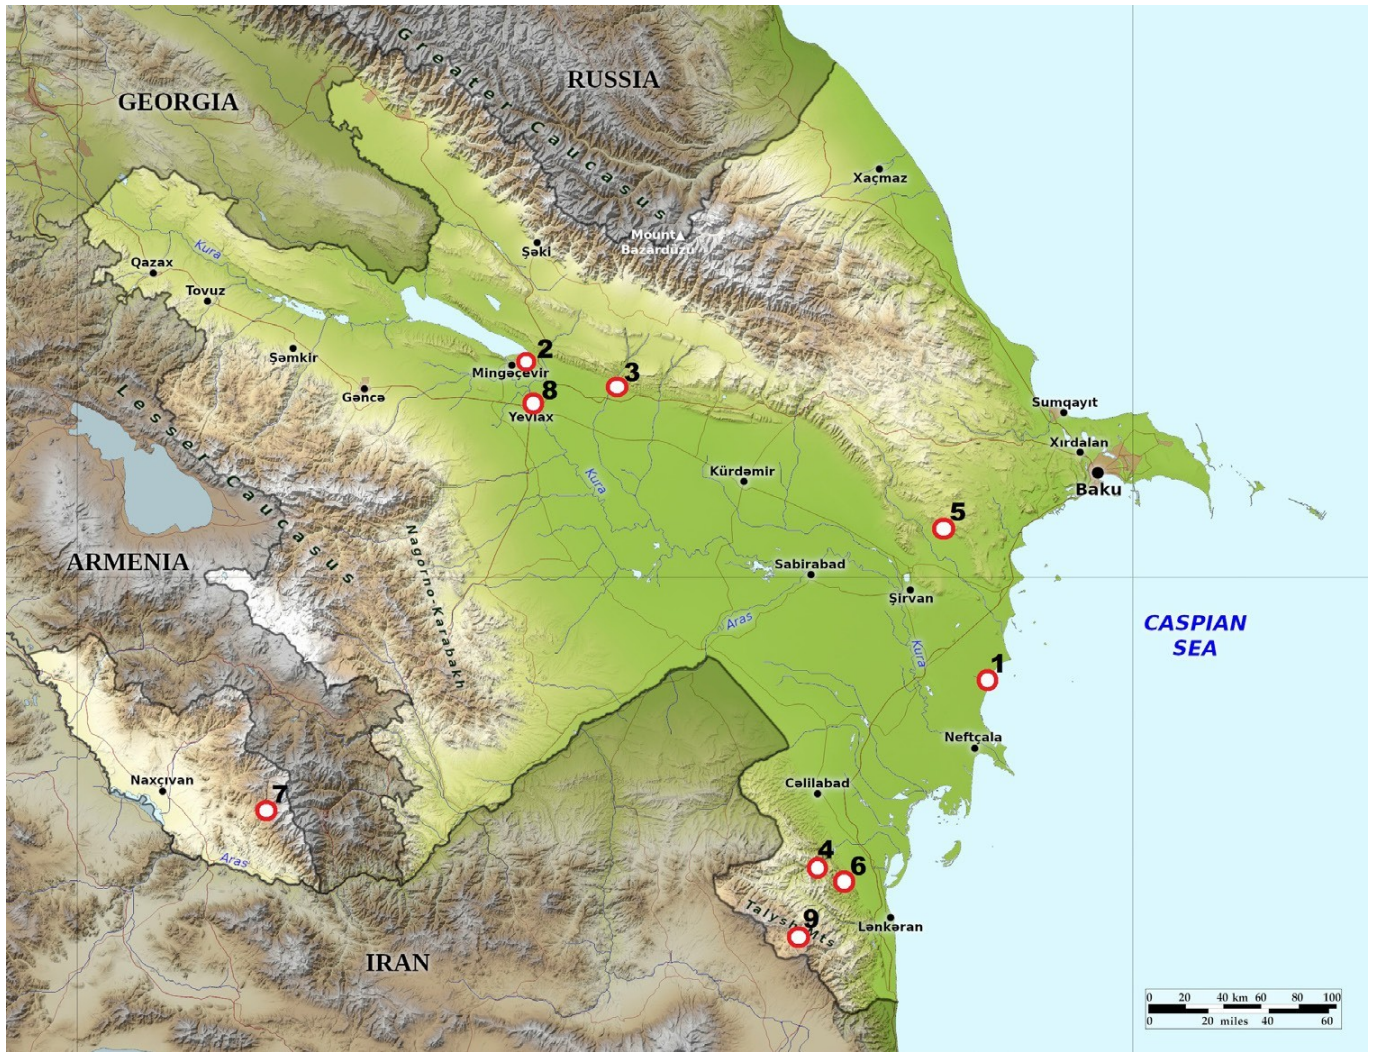 Greater Caucasus
RUSSIA
GEORGIA
Xaçmaz
Mount▲
Bazardüzü
Şəki
Kura
Qazax
Tovuz
Şəmkir
Gəncə
2
Mingəçevir
3
8
Yevlax
Lesser Caucasus
Sumqayıt
Xırdalan
Baku
Kürdəmir
Kura
5
ARMENIA
Nagorno-Karabakh
Sabirabad
Şirvan
Aras
Kura
CASPIAN
SEA
1
Neftçala
Naxçıvan
7
Aras
Cəlilabad
4
6
Talysh Mts
9
Lənkəran
IRAN
0 20 40 km 60 80 100
0 20 miles 40 60